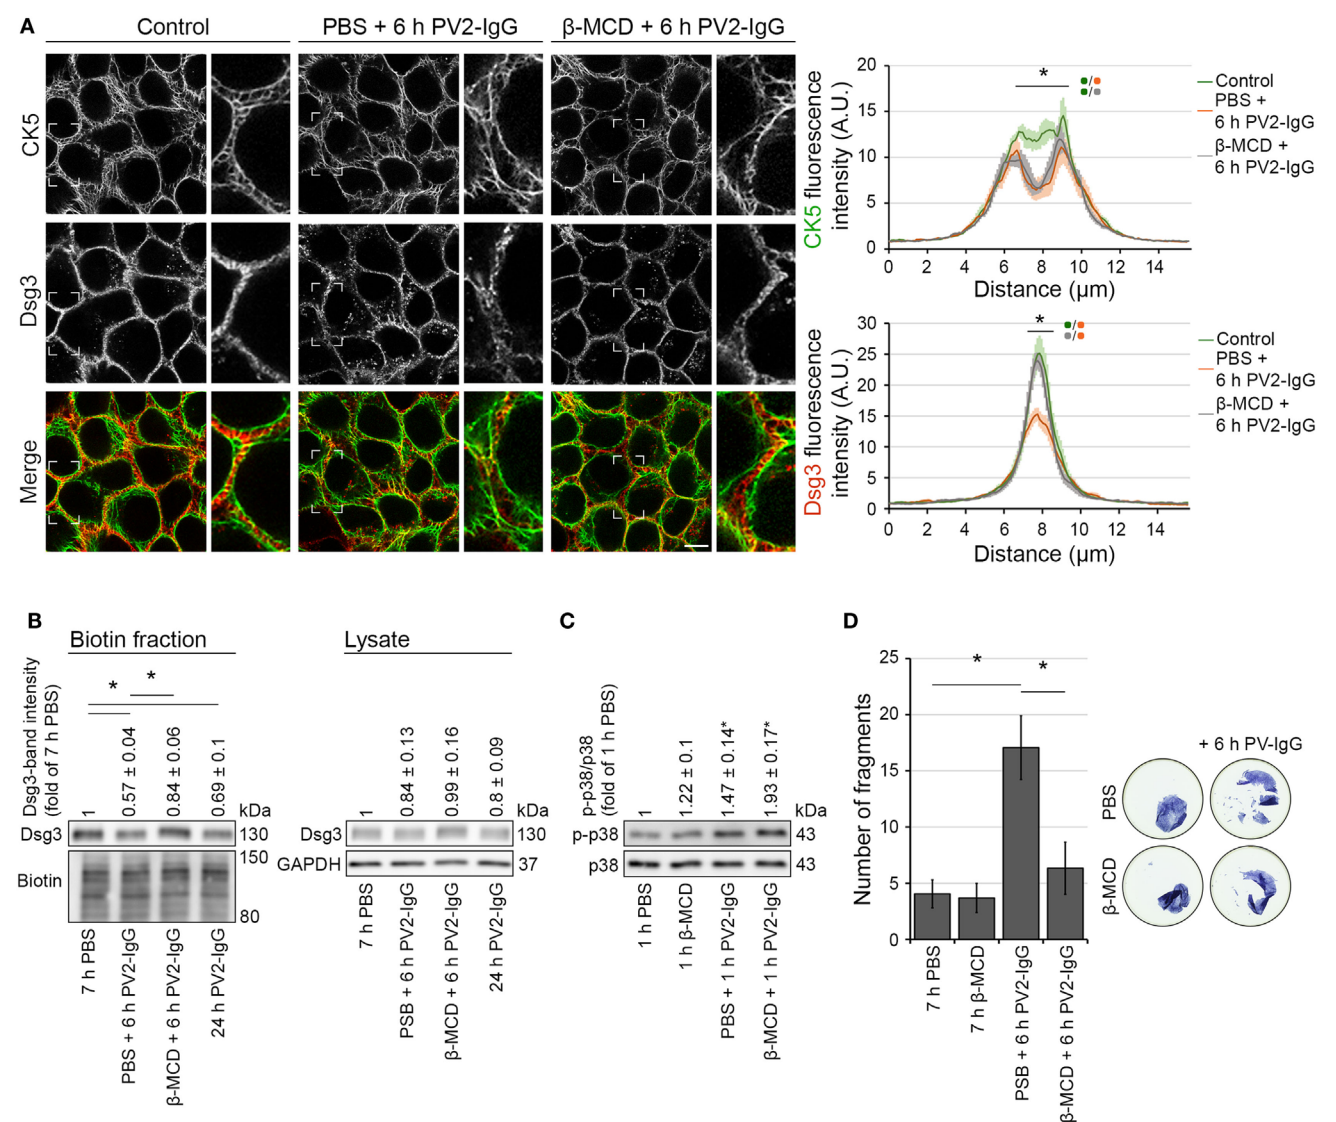 A
Control
PBS + 6 h PV2-IgG
β-MCD + 6 h PV2-IgG
CK5
Dsg3
Merge
CK5 fluorescence
intensity (A.U.)
20
15
10
5
0
*
0 2 4 6 8 10 12 14
Distance (µm)
Control
PBS +
6 h PV2-IgG
β-MCD +
6 h PV2-IgG
Dsg3 fluorescence
intensity (A.U.)
30
25
20
15
10
5
0
*
0 2 4 6 8 10 12 14
Distance (µm)
Control
PBS +
6 h PV2-IgG
β-MCD +
6 h PV2-IgG
B
Biotin fraction
Dsg3-band intensity
(fold of 7 h PBS)
* *
1
0.57 ± 0.04
0.84 ± 0.06
0.69 ± 0.1
kDa
Dsg3
130
150
Biotin
80
7 h PBS
PBS + 6 h PV2-IgG
β-MCD + 6 h PV2-IgG
24 h PV2-IgG
Lysate
1
0.84 ± 0.13
0.99 ± 0.16
0.8 ± 0.09
kDa
Dsg3
130
GAPDH
37
7 h PBS
PSB + 6 h PV2-IgG
β-MCD + 6 h PV2-IgG
24 h PV2-IgG
C
p-p38/p38
(fold of 1 h PBS)
1
1.22 ± 0.1
1.47 ± 0.14*
1.93 ± 0.17*
kDa
p-p38
43
p38
43
1 h PBS
1 h β-MCD
PBS + 1 h PV2-IgG
β-MCD + 1 h PV2-IgG
D
Number of fragments
25
20
15
10
5
0
* *
7 h PBS
7 h β-MCD
PSB + 6 h PV2-IgG
β-MCD + 6 h PV2-IgG
+ 6 h PV-IgG
PBS
β-MCD